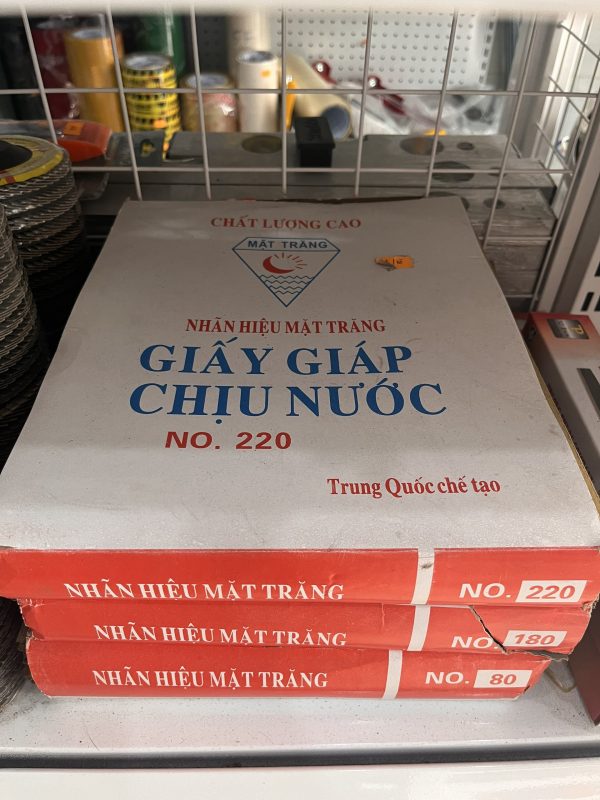 CHẤT LƯỢNG CAO
MẶT TRĂNG
NHÃN HIỆU MẶT TRĂNG
GIẤY GIÁP
CHỊU NƯỚC
NO. 220
Trung Quốc chế tạo
NHÃN HIỆU MẶT TRĂNG NO. 220
NHÃN HIỆU MẶT TRĂNG NO. 180
NHÃN HIỆU MẶT TRĂNG NO. 80